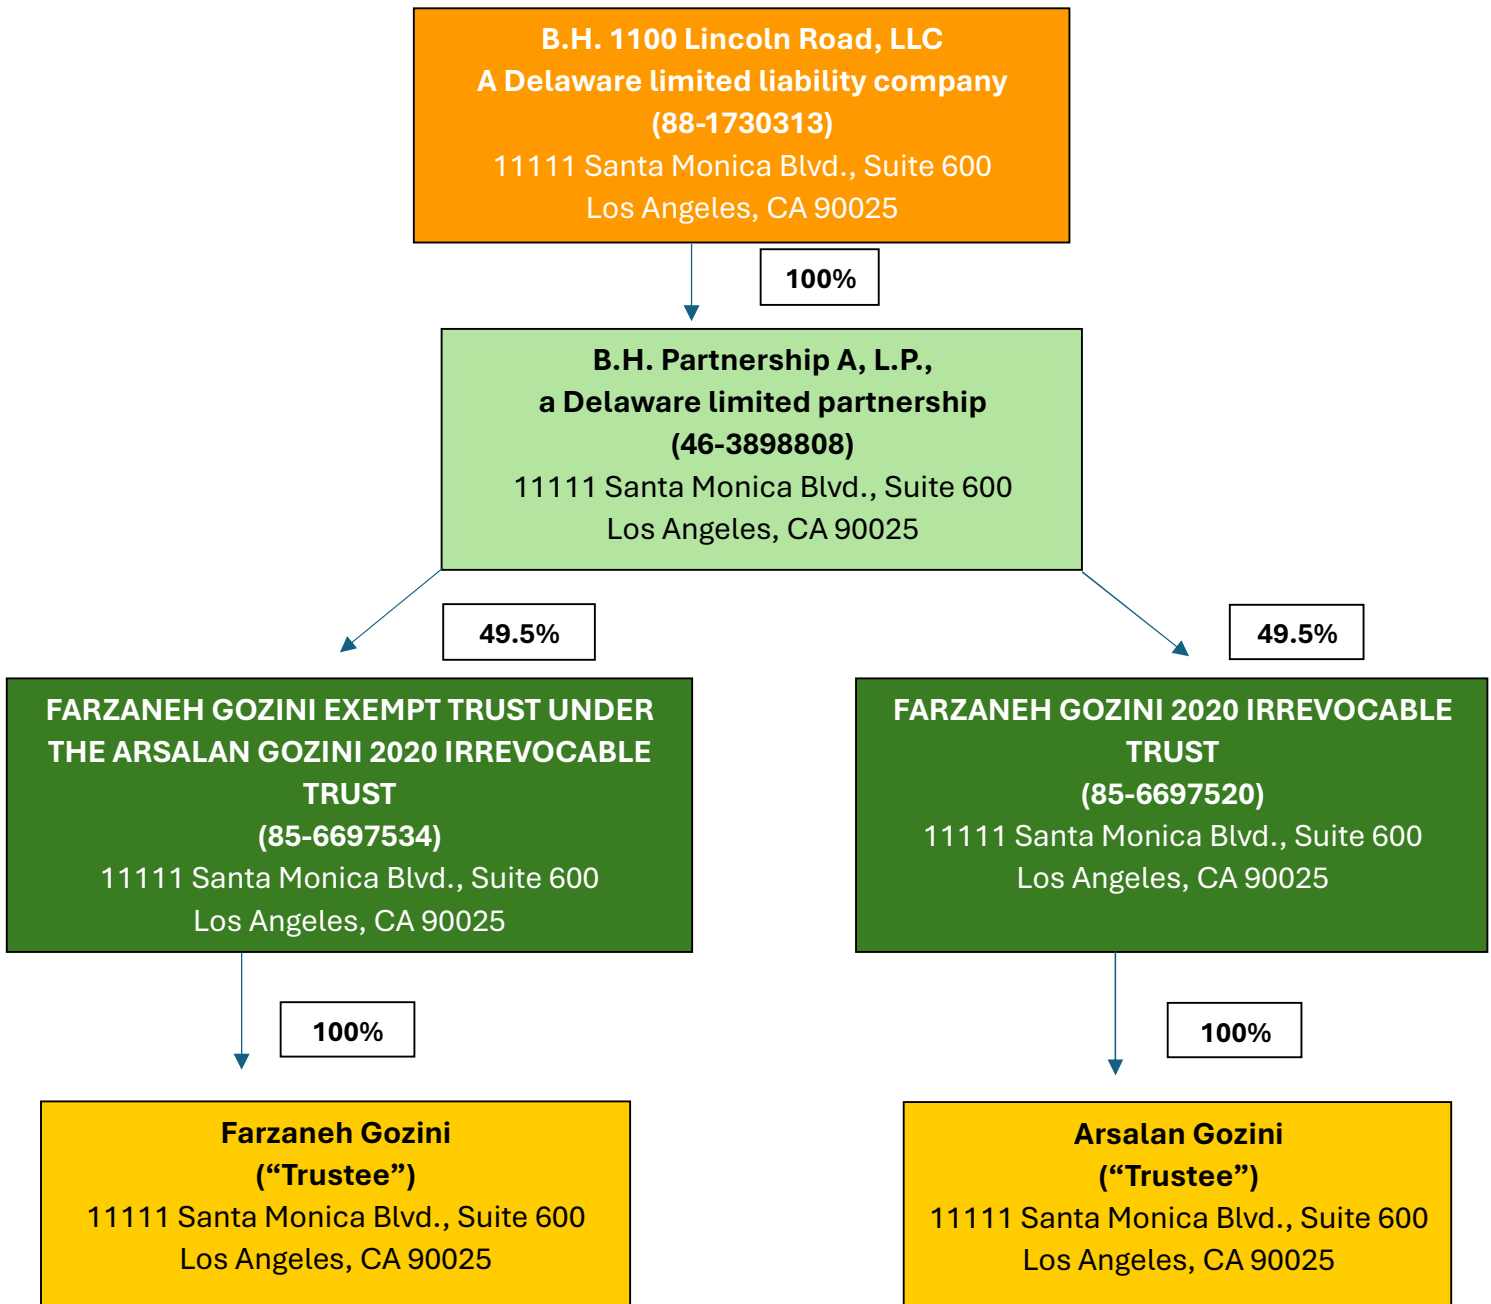 B.H. 1100 Lincoln Road, LLC
A Delaware limited liability company
(88-1730313)
11111 Santa Monica Blvd., Suite 600
Los Angeles, CA 90025
100%
B.H. Partnership A, L.P.,
a Delaware limited partnership
(46-3898808)
11111 Santa Monica Blvd., Suite 600
Los Angeles, CA 90025
49.5%
49.5%
FARZANEH GOZINI EXEMPT TRUST UNDER
THE ARSALAN GOZINI 2020 IRREVOCABLE
TRUST
(85-6697534)
11111 Santa Monica Blvd., Suite 600
Los Angeles, CA 90025
FARZANEH GOZINI 2020 IRREVOCABLE
TRUST
(85-6697520)
11111 Santa Monica Blvd., Suite 600
Los Angeles, CA 90025
100%
100%
Farzaneh Gozini
(“Trustee”)
11111 Santa Monica Blvd., Suite 600
Los Angeles, CA 90025
Arsalan Gozini
(“Trustee”)
11111 Santa Monica Blvd., Suite 600
Los Angeles, CA 90025